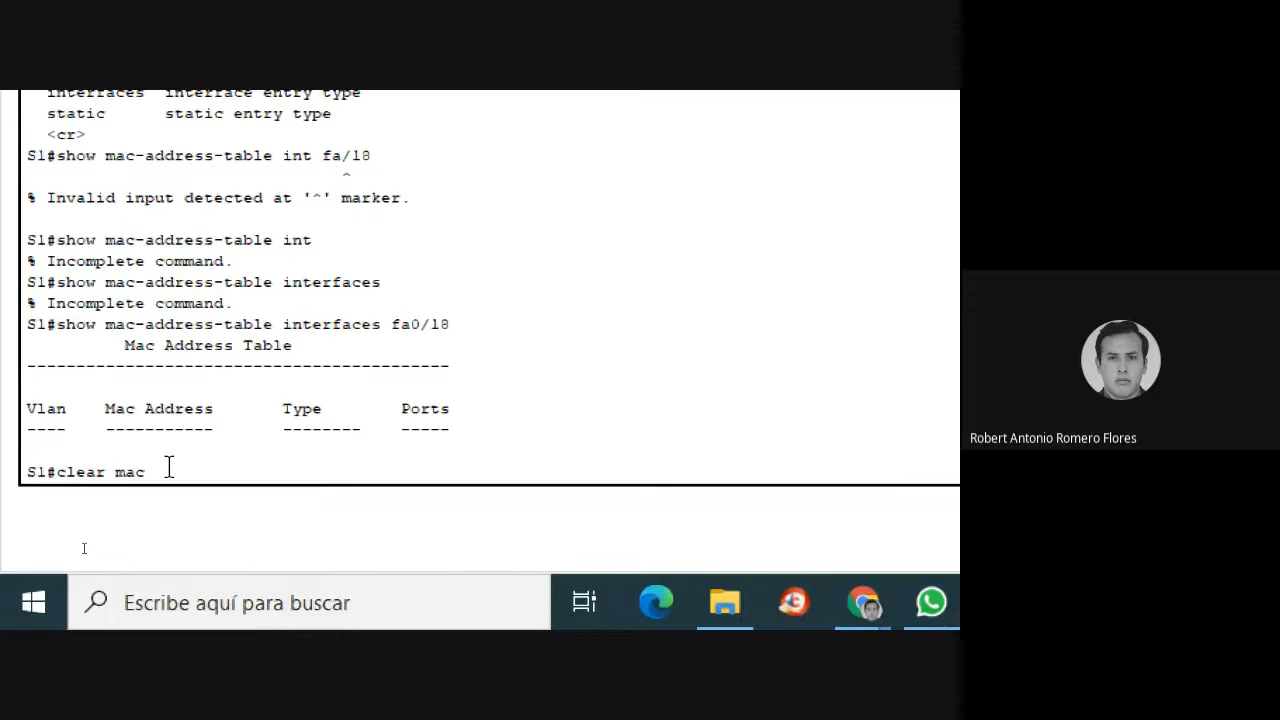 interfaces  interface entry type
static      static entry type
<cr>
S1#show mac-address-table int fa/18
^
% Invalid input detected at '^' marker.
S1#show mac-address-table int
% Incomplete command.
S1#show mac-address-table interfaces
% Incomplete command.
S1#show mac-address-table interfaces fa0/18
Mac Address Table
-------------------------------------------
Vlan    Mac Address       Type        Ports
----    -----------       --------    -----
S1#clear mac
Robert Antonio Romero Flores
Escribe aquí para buscar